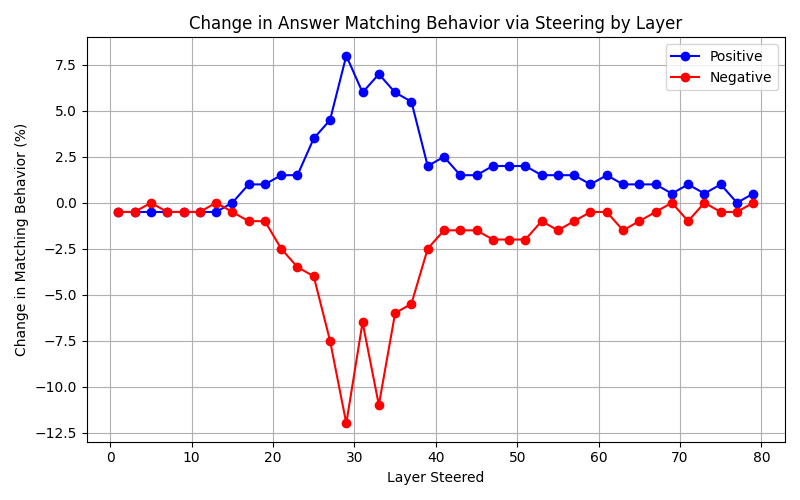 Change in Answer Matching Behavior via Steering by Layer
Positive
Negative
7.5
5.0
2.5
0.0
−2.5
−5.0
−7.5
−10.0
−12.5
Change in Matching Behavior (%)
0 10 20 30 40 50 60 70 80
Layer Steered